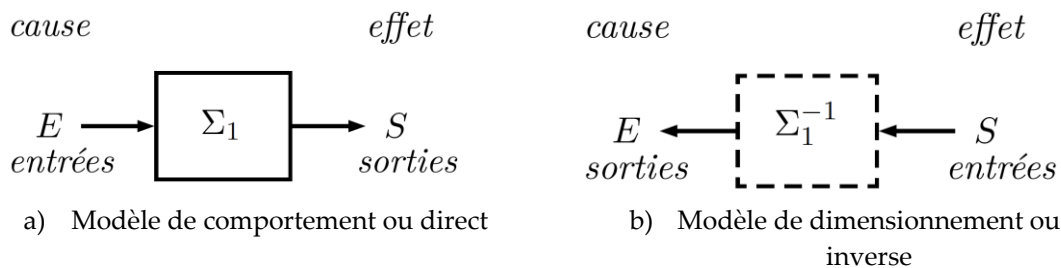 cause effet cause effet
E Σ₁ S E Σ₁⁻¹ S
entrées sorties sorties entrées
a) Modèle de comportement ou direct b) Modèle de dimensionnement ou
inverse